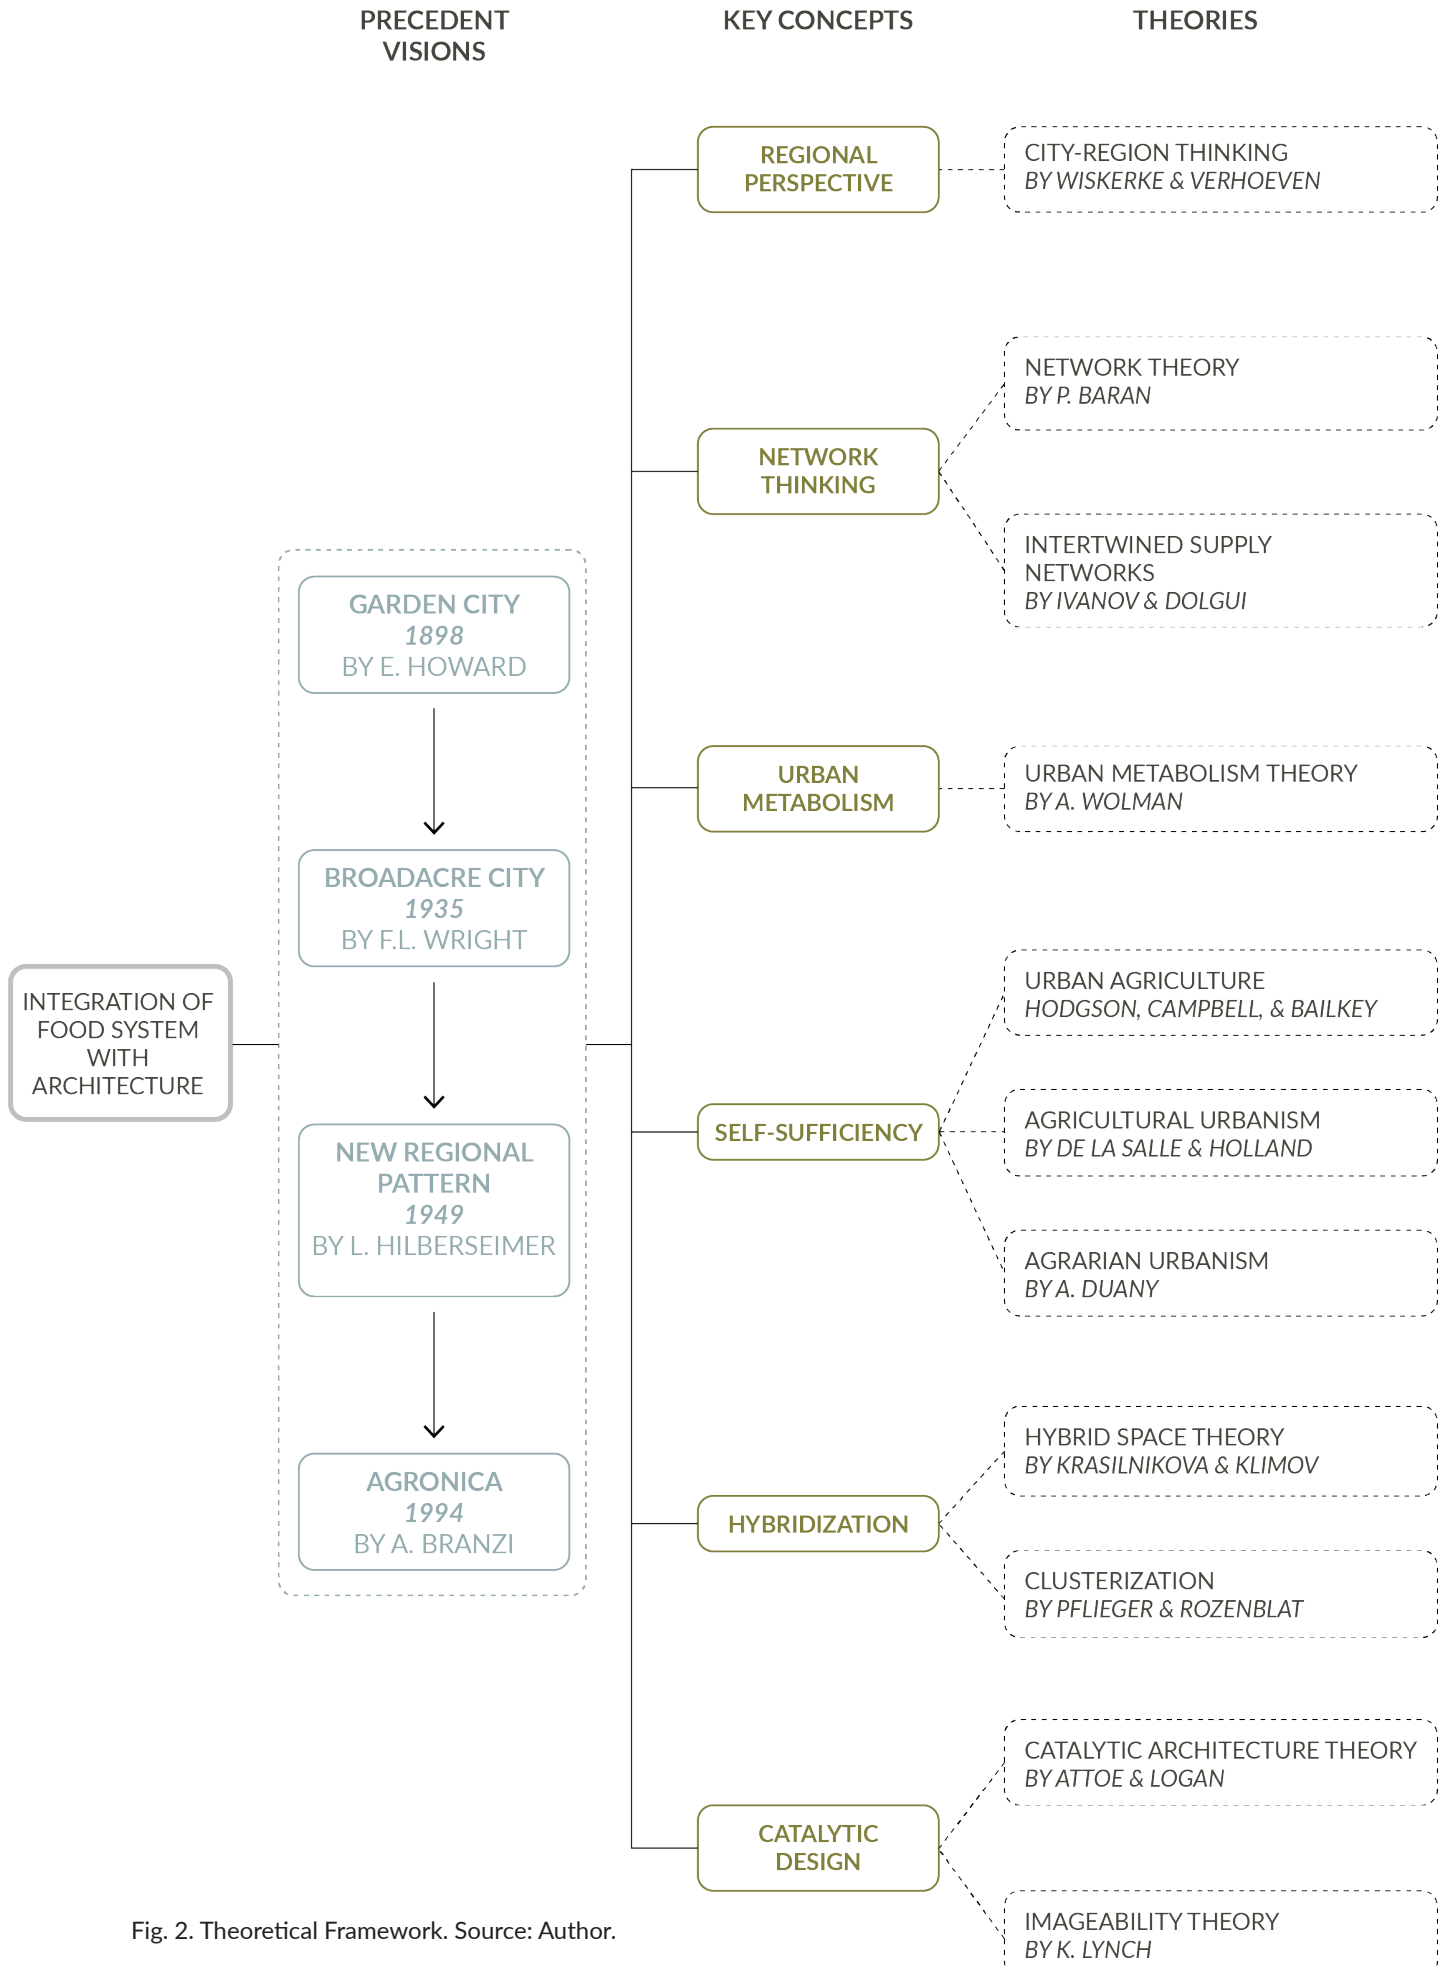 PRECEDENT
VISIONS
KEY CONCEPTS
THEORIES
INTEGRATION OF
FOOD SYSTEM
WITH
ARCHITECTURE
GARDEN CITY
1898
BY E. HOWARD
BROADACRE CITY
1935
BY F.L. WRIGHT
NEW REGIONAL
PATTERN
1949
BY L. HILBERSEIMER
AGRONICA
1994
BY A. BRANZI
REGIONAL
PERSPECTIVE
CITY-REGION THINKING
BY WISKERKE & VERHOEVEN
NETWORK
THINKING
NETWORK THEORY
BY P. BARAN
INTERTWINED SUPPLY
NETWORKS
BY IVANOV & DOLGUI
URBAN
METABOLISM
URBAN METABOLISM THEORY
BY A. WOLMAN
SELF-SUFFICIENCY
URBAN AGRICULTURE
HODGSON, CAMPBELL, & BAILKEY
AGRICULTURAL URBANISM
BY DE LA SALLE & HOLLAND
AGRARIAN URBANISM
BY A. DUANY
HYBRIDIZATION
HYBRID SPACE THEORY
BY KRASILNIKOVA & KLIMOV
CLUSTERIZATION
BY PFLIEGER & ROZENBLAT
CATALYTIC
DESIGN
CATALYTIC ARCHITECTURE THEORY
BY ATTOE & LOGAN
IMAGEABILITY THEORY
BY K. LYNCH
Fig. 2. Theoretical Framework. Source: Author.